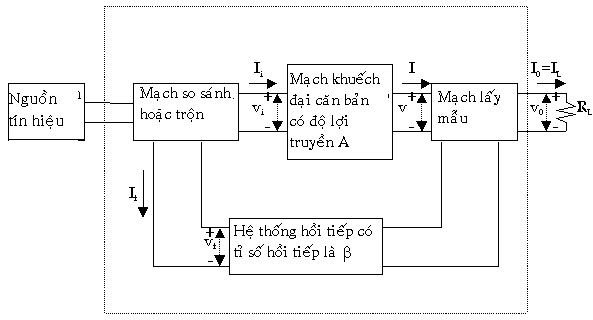 Nguồn
tín hiệu
Mạch so sánh
hoặc trộn
Ii
+
vi
-
Mạch khuếch
đại căn bản
có độ lợi
truyền A
I
+
v
-
Mạch lấy
mẫu
I0=IL
+
v0
-
RL
If
+
vf
-
Hệ thống hồi tiếp có
tỉ số hồi tiếp là β